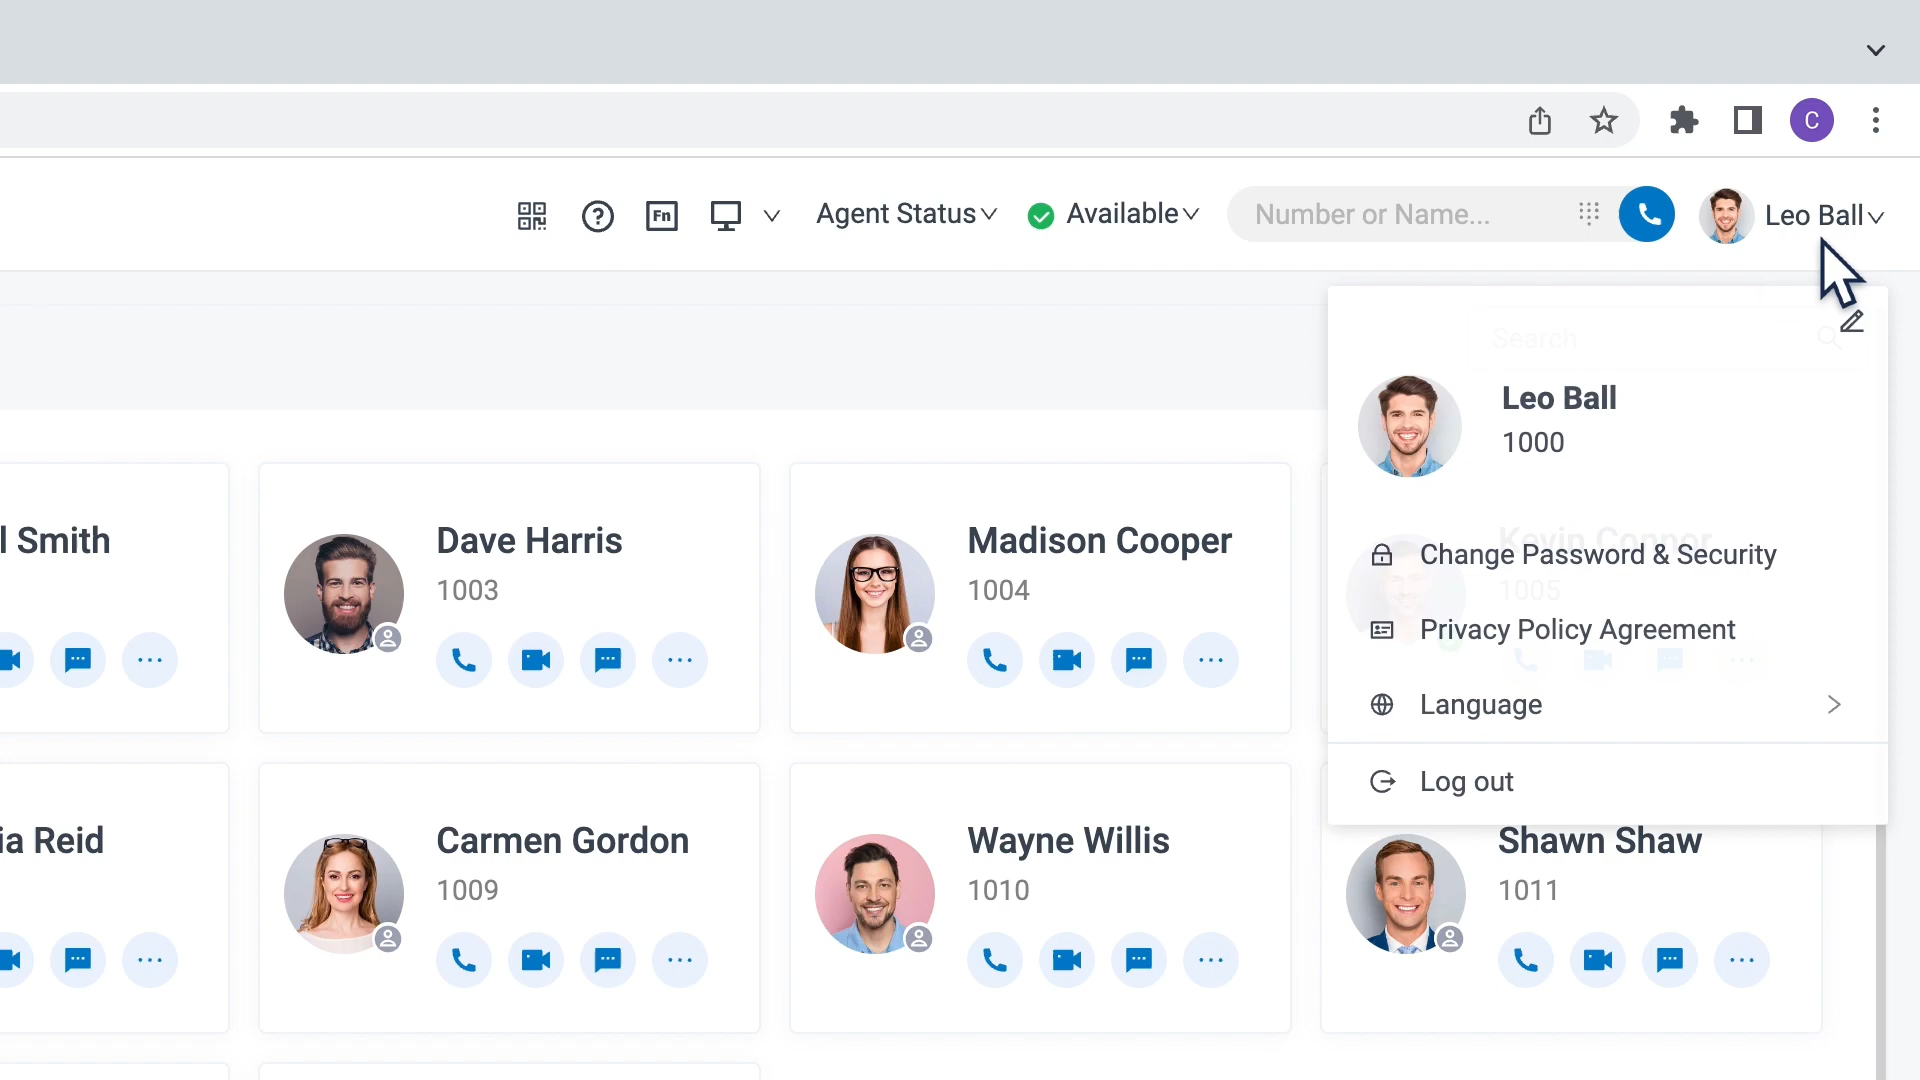 C
Fn
Agent Status
Available
Number or Name...
Leo Ball
Search
Leo Ball
1000
l Smith
Dave Harris
1003
Madison Cooper
1004
Kevin Connor
1005
Change Password & Security
Privacy Policy Agreement
Language
Log out
ia Reid
Carmen Gordon
1009
Wayne Willis
1010
Shawn Shaw
1011